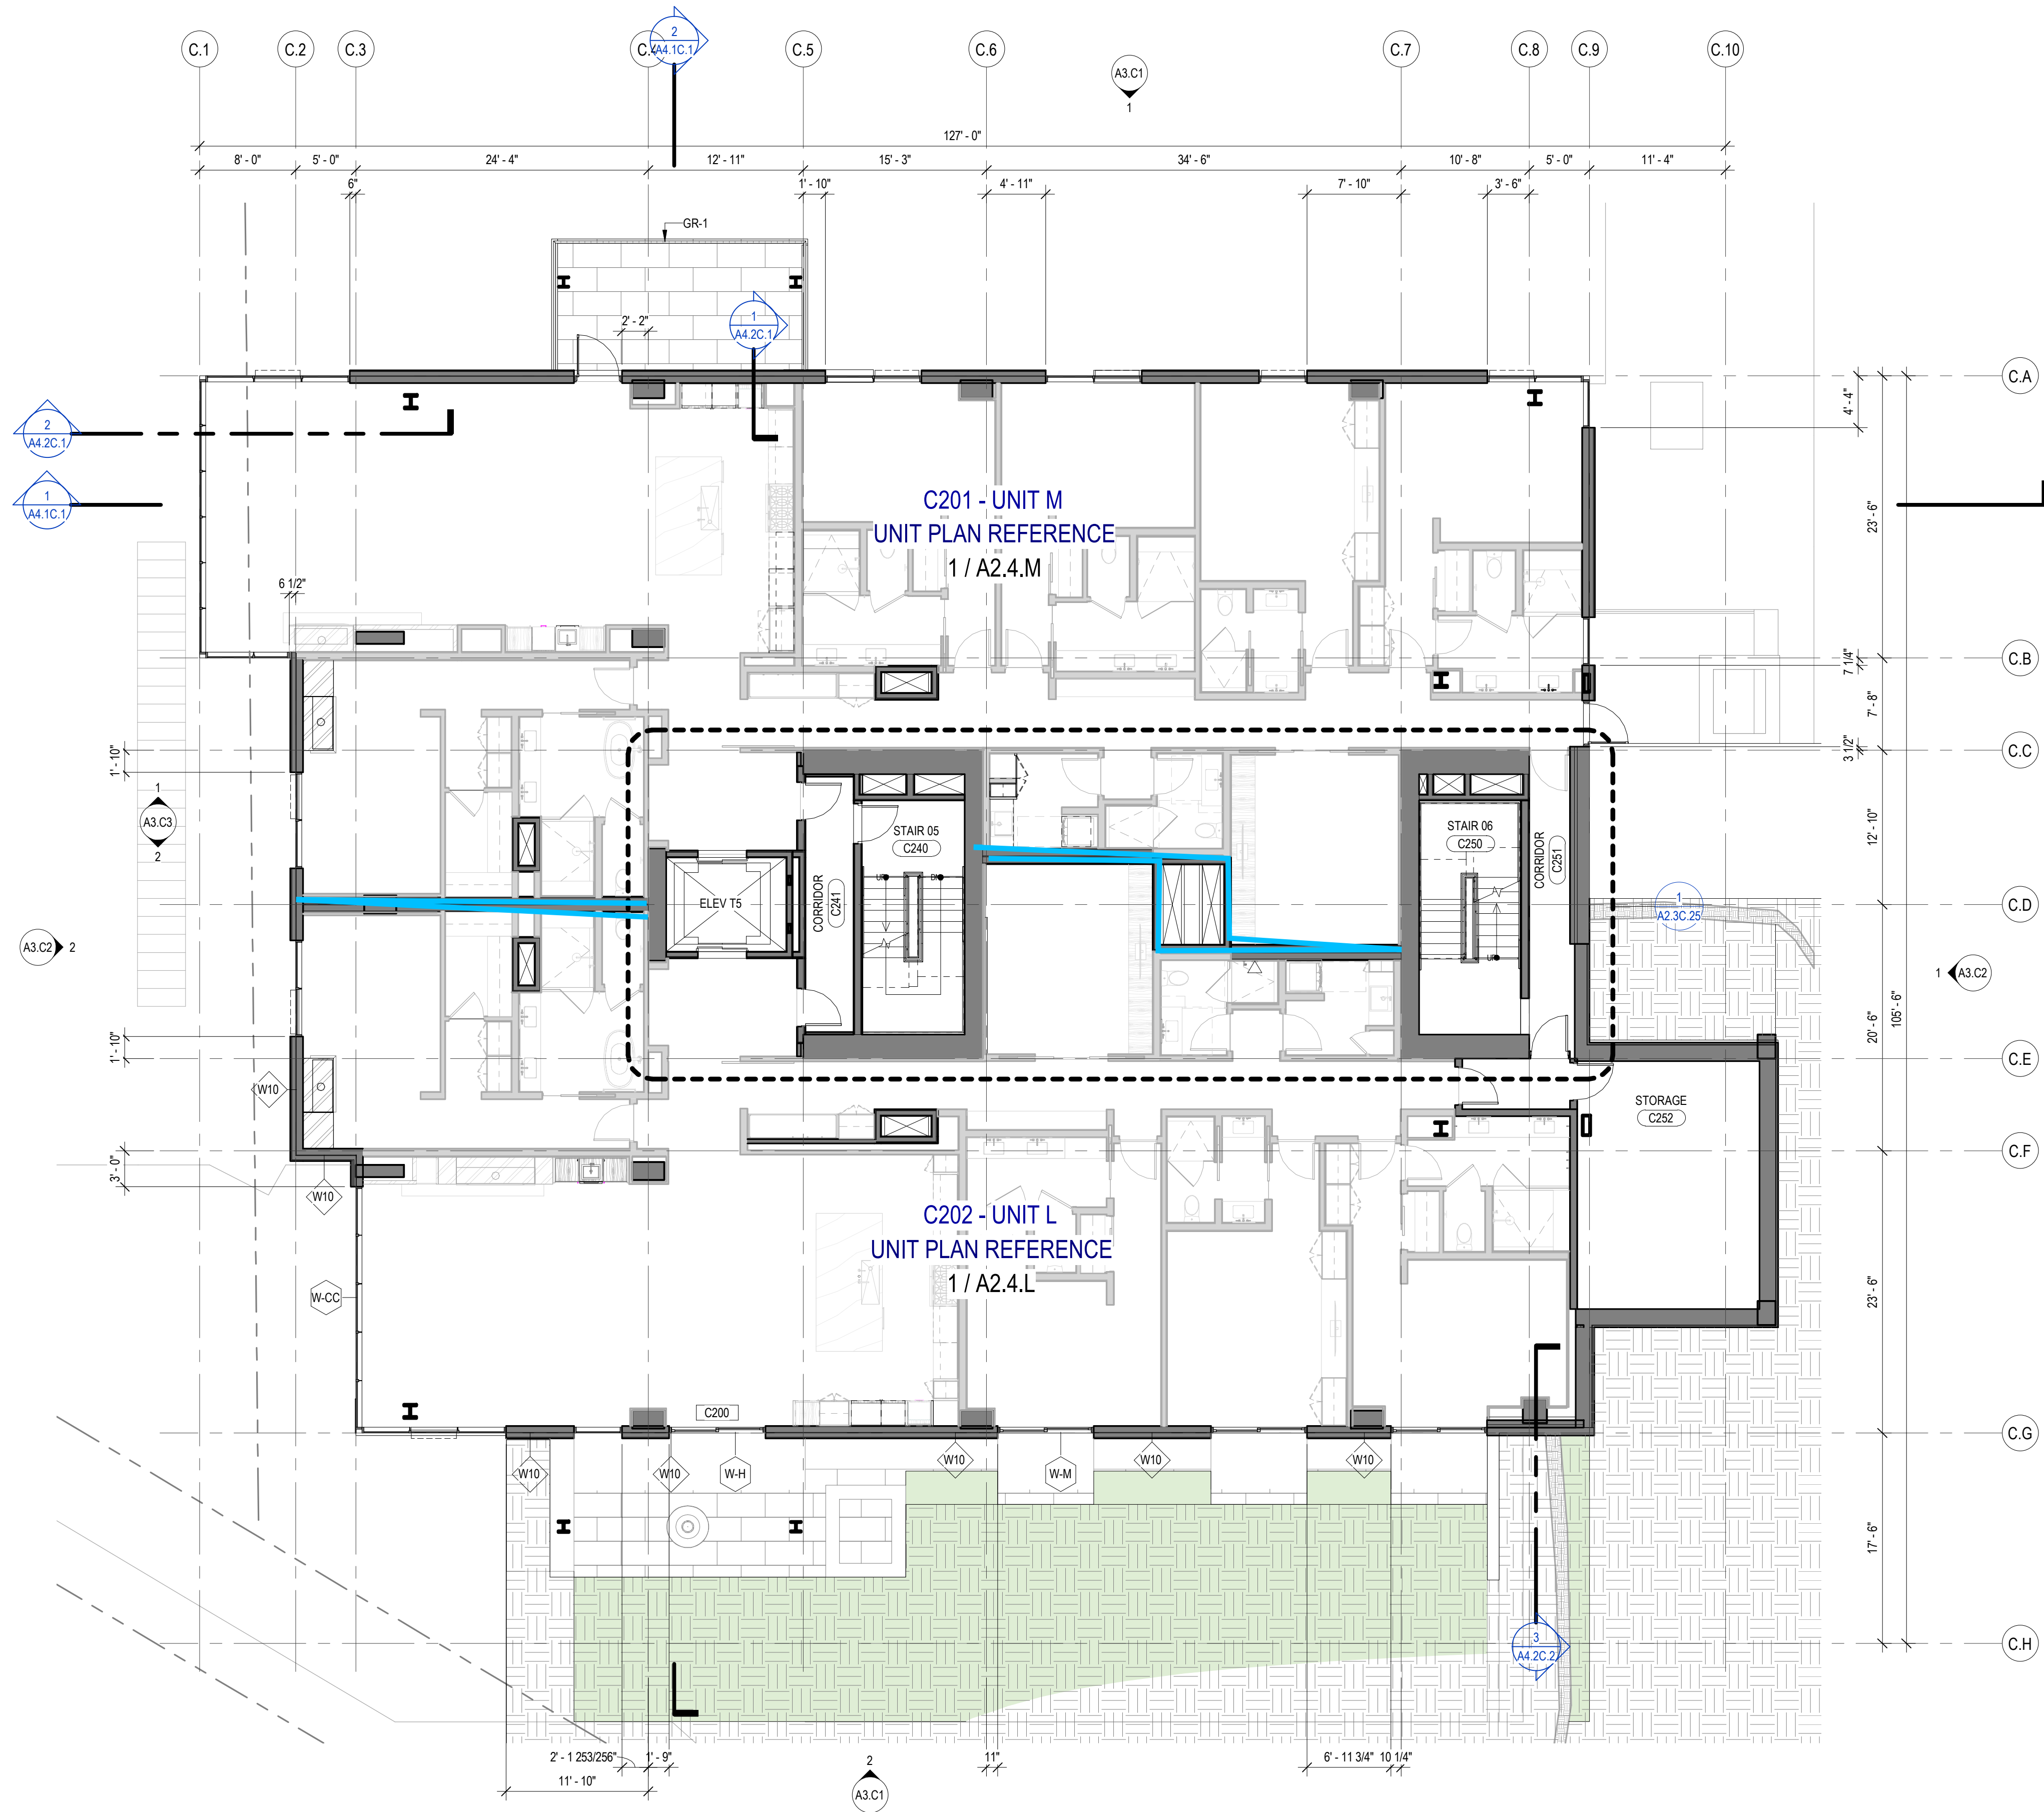 2
A4.1C.1
C.1
C.2
C.3
C.5
C.6
C.7
C.8
C.9
C.10
A3.C1
1
127' - 0"
8' - 0"
5' - 0"
24' - 4"
12' - 11"
15' - 3"
34' - 6"
10' - 8"
5' - 0"
11' - 4"
6"
1' - 10"
4' - 11"
7' - 10"
3' - 6"
GR-1
2' - 2"
1
A4.2C.1
C.A
4' - 4"
2
A4.2C.1
1
A4.1C.1
C201 - UNIT M
UNIT PLAN REFERENCE
1 / A2.4.M
23' - 6"
6 1/2"
C.B
7 1/4"
7' - 8"
3 1/2"
C.C
1' - 10"
1
A3.C3
2
STAIR 05
C240
UP
DN
CORRIDOR
C241
ELEV T5
STAIR 06
C250
UP
CORRIDOR
C251
12' - 10"
C.D
1
A2.3C.25
A3.C2
2
1
A3.C2
20' - 6"
105' - 6"
1' - 10"
C.E
W10
STORAGE
C252
C.F
3' - 0"
W10
C202 - UNIT L
UNIT PLAN REFERENCE
1 / A2.4.L
W-CC
23' - 6"
C200
C.G
W10
W10
W-H
W10
W-M
W10
W10
17' - 6"
3
A4.2C.2
C.H
2' - 1 253/256"
1' - 9"
11"
6' - 11 3/4"
10 1/4"
11' - 10"
2
A3.C1